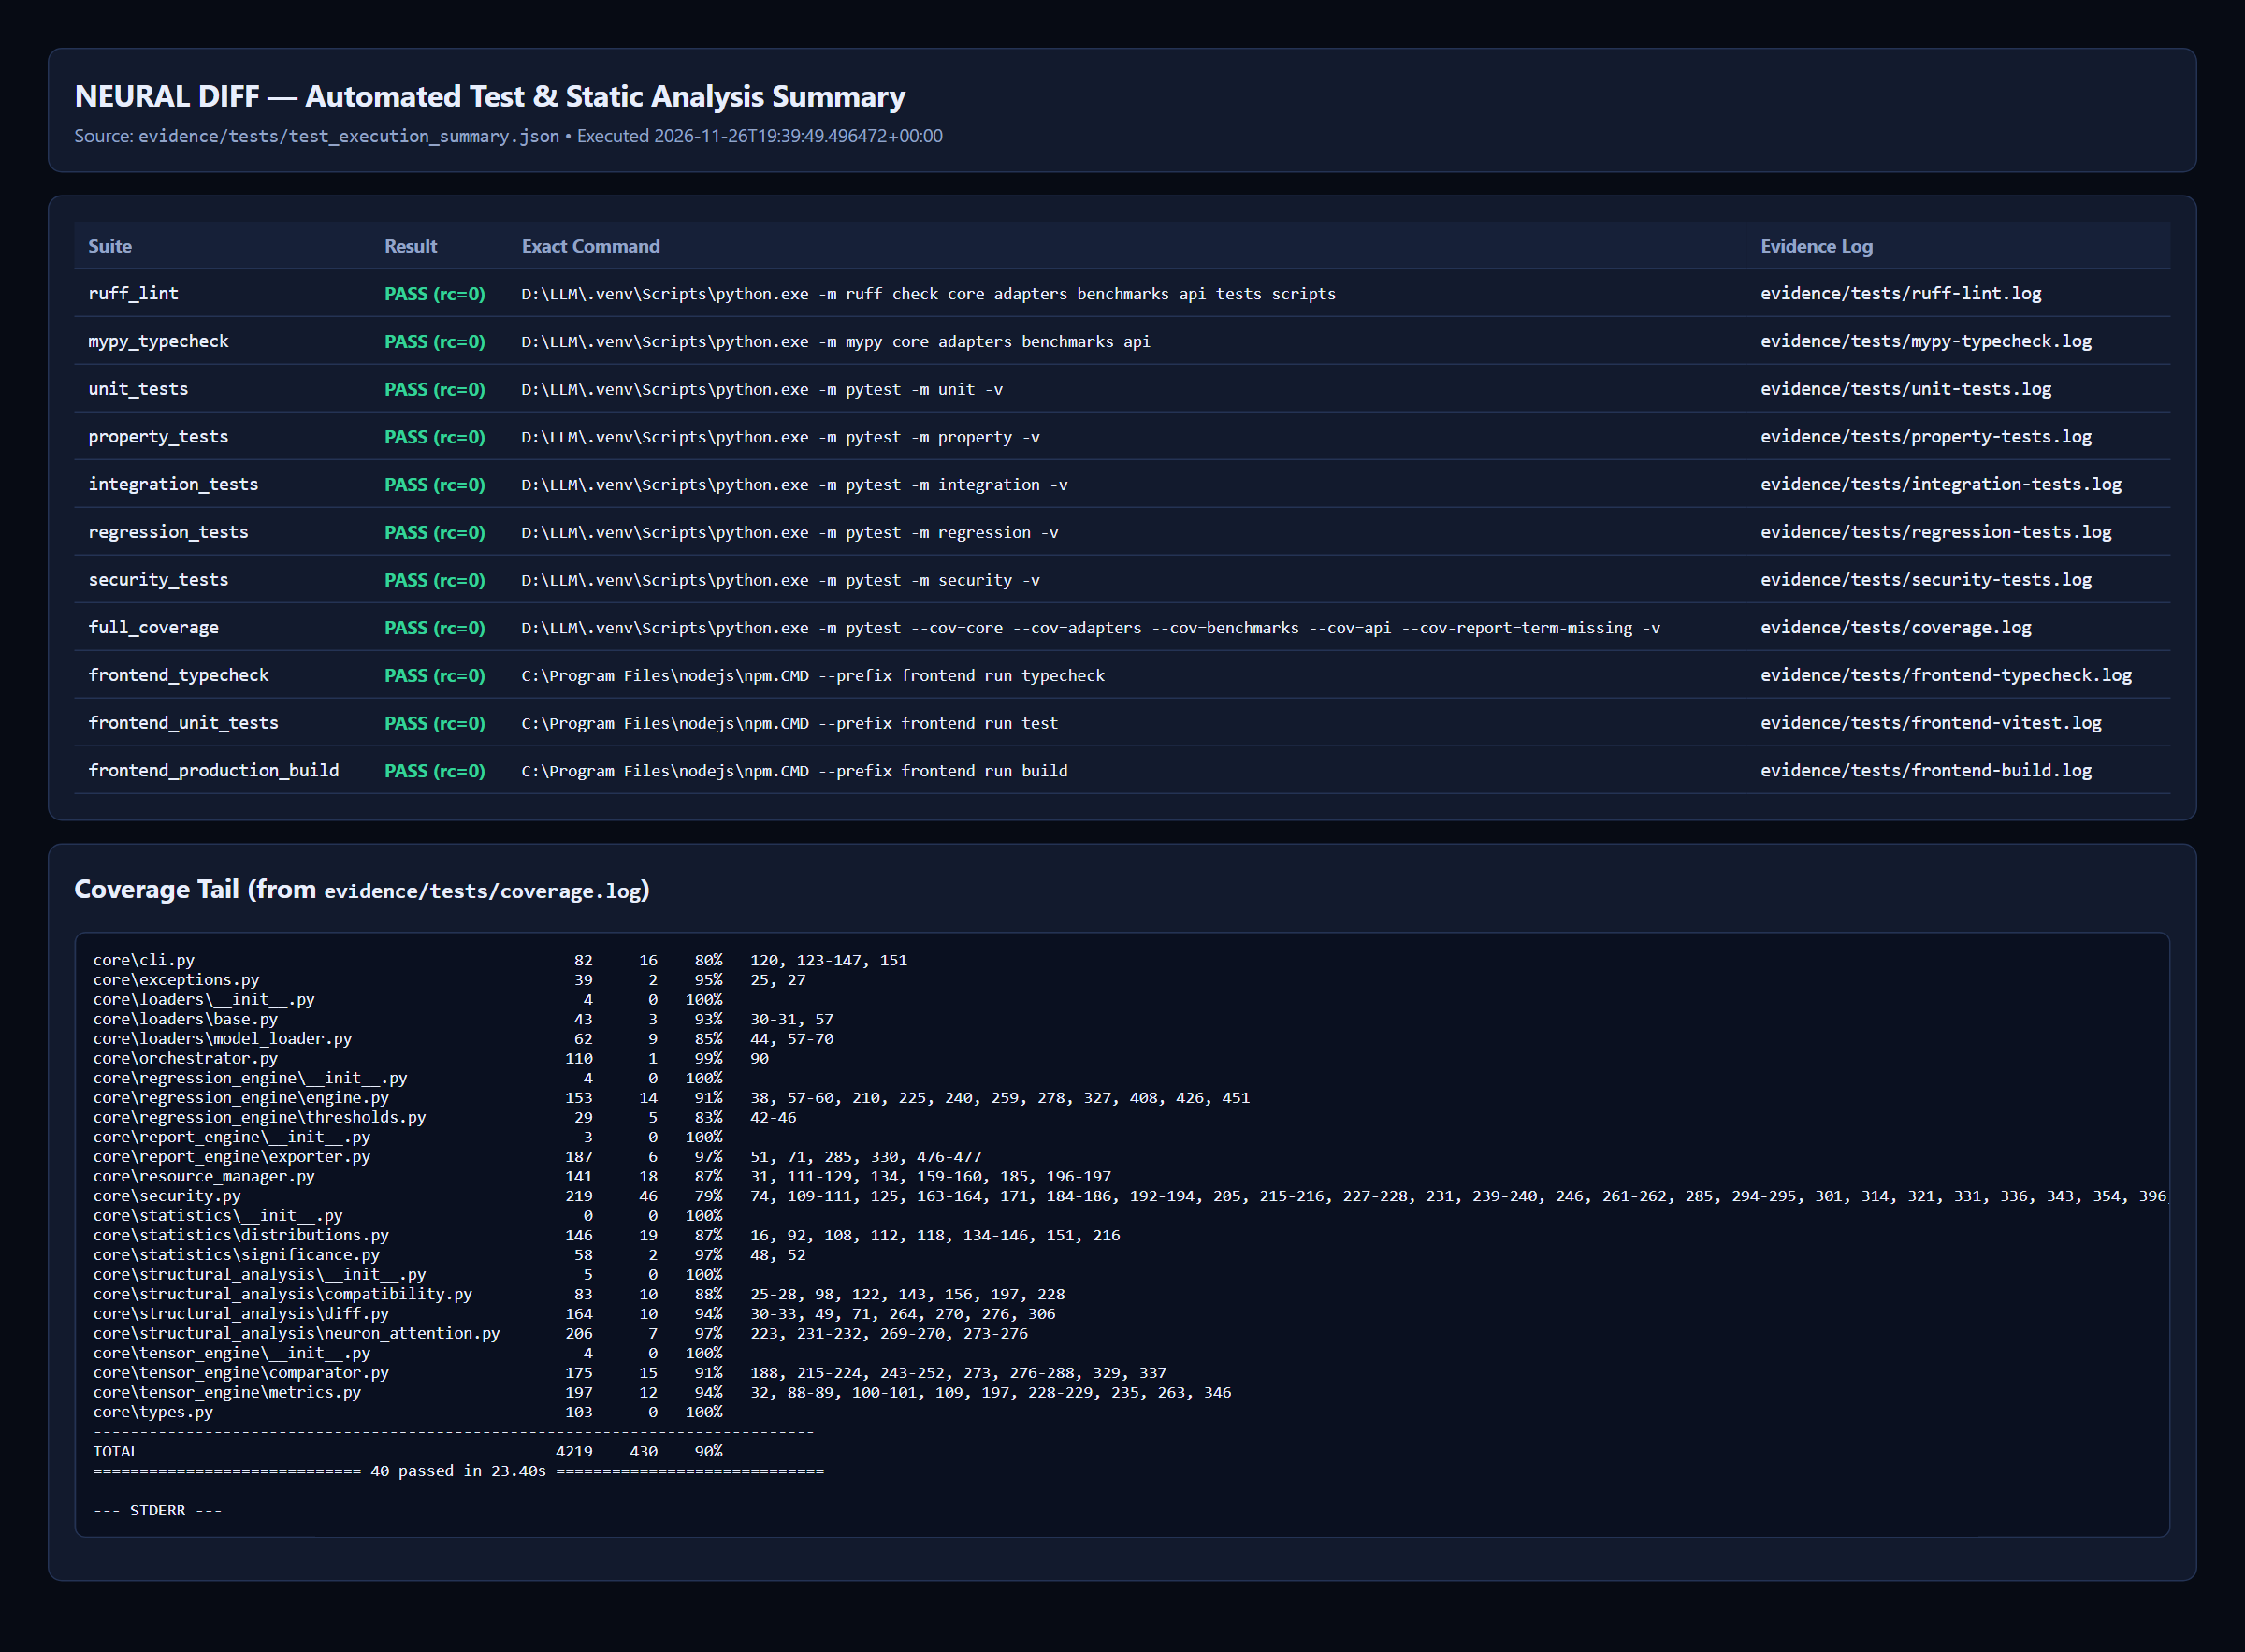 NEURAL DIFF — Automated Test & Static Analysis Summary
Source: evidence/tests/test_execution_summary.json • Executed 2026-11-26T19:39:49.496472+00:00
Suite Result Exact Command Evidence Log
ruff_lint PASS (rc=0) D:\LLM\.venv\Scripts\python.exe -m ruff check core adapters benchmarks api tests scripts evidence/tests/ruff-lint.log
mypy_typecheck PASS (rc=0) D:\LLM\.venv\Scripts\python.exe -m mypy core adapters benchmarks api evidence/tests/mypy-typecheck.log
unit_tests PASS (rc=0) D:\LLM\.venv\Scripts\python.exe -m pytest -m unit -v evidence/tests/unit-tests.log
property_tests PASS (rc=0) D:\LLM\.venv\Scripts\python.exe -m pytest -m property -v evidence/tests/property-tests.log
integration_tests PASS (rc=0) D:\LLM\.venv\Scripts\python.exe -m pytest -m integration -v evidence/tests/integration-tests.log
regression_tests PASS (rc=0) D:\LLM\.venv\Scripts\python.exe -m pytest -m regression -v evidence/tests/regression-tests.log
security_tests PASS (rc=0) D:\LLM\.venv\Scripts\python.exe -m pytest -m security -v evidence/tests/security-tests.log
full_coverage PASS (rc=0) D:\LLM\.venv\Scripts\python.exe -m pytest --cov=core --cov=adapters --cov=benchmarks --cov=api --cov-report=term-missing -v evidence/tests/coverage.log
frontend_typecheck PASS (rc=0) C:\Program Files\nodejs\npm.CMD --prefix frontend run typecheck evidence/tests/frontend-typecheck.log
frontend_unit_tests PASS (rc=0) C:\Program Files\nodejs\npm.CMD --prefix frontend run test evidence/tests/frontend-vitest.log
frontend_production_build PASS (rc=0) C:\Program Files\nodejs\npm.CMD --prefix frontend run build evidence/tests/frontend-build.log
Coverage Tail (from evidence/tests/coverage.log)
core\cli.py 82 16 80% 120, 123-147, 151
core\exceptions.py 39 2 95% 25, 27
core\loaders\__init__.py 4 0 100%
core\loaders\base.py 43 3 93% 30-31, 57
core\loaders\model_loader.py 62 9 85% 44, 57-70
core\orchestrator.py 110 1 99% 90
core\regression_engine\__init__.py 4 0 100%
core\regression_engine\engine.py 153 14 91% 38, 57-60, 210, 225, 240, 259, 278, 327, 408, 426, 451
core\regression_engine\thresholds.py 29 5 83% 42-46
core\report_engine\__init__.py 3 0 100%
core\report_engine\exporter.py 187 6 97% 51, 71, 285, 330, 476-477
core\resource_manager.py 141 18 87% 31, 111-129, 134, 159-160, 185, 196-197
core\security.py 219 46 79% 74, 109-111, 125, 163-164, 171, 184-186, 192-194, 205, 215-216, 227-228, 231, 239-240, 246, 261-262, 285, 294-295, 301, 314, 321, 331, 336, 343, 354, 396
core\statistics\__init__.py 0 0 100%
core\statistics\distributions.py 146 19 87% 16, 92, 108, 112, 118, 134-146, 151, 216
core\statistics\significance.py 58 2 97% 48, 52
core\structural_analysis\__init__.py 5 0 100%
core\structural_analysis\compatibility.py 83 10 88% 25-28, 98, 122, 143, 156, 197, 228
core\structural_analysis\diff.py 164 10 94% 30-33, 49, 71, 264, 270, 276, 306
core\structural_analysis\neuron_attention.py 206 7 97% 223, 231-232, 269-270, 273-276
core\tensor_engine\__init__.py 4 0 100%
core\tensor_engine\comparator.py 175 15 91% 188, 215-224, 243-252, 273, 276-288, 329, 337
core\tensor_engine\metrics.py 197 12 94% 32, 88-89, 100-101, 109, 197, 228-229, 235, 263, 346
core\types.py 103 0 100%
------------------------------------------------------------------------------
TOTAL 4219 430 90%
============================= 40 passed in 23.40s =============================
--- STDERR ---